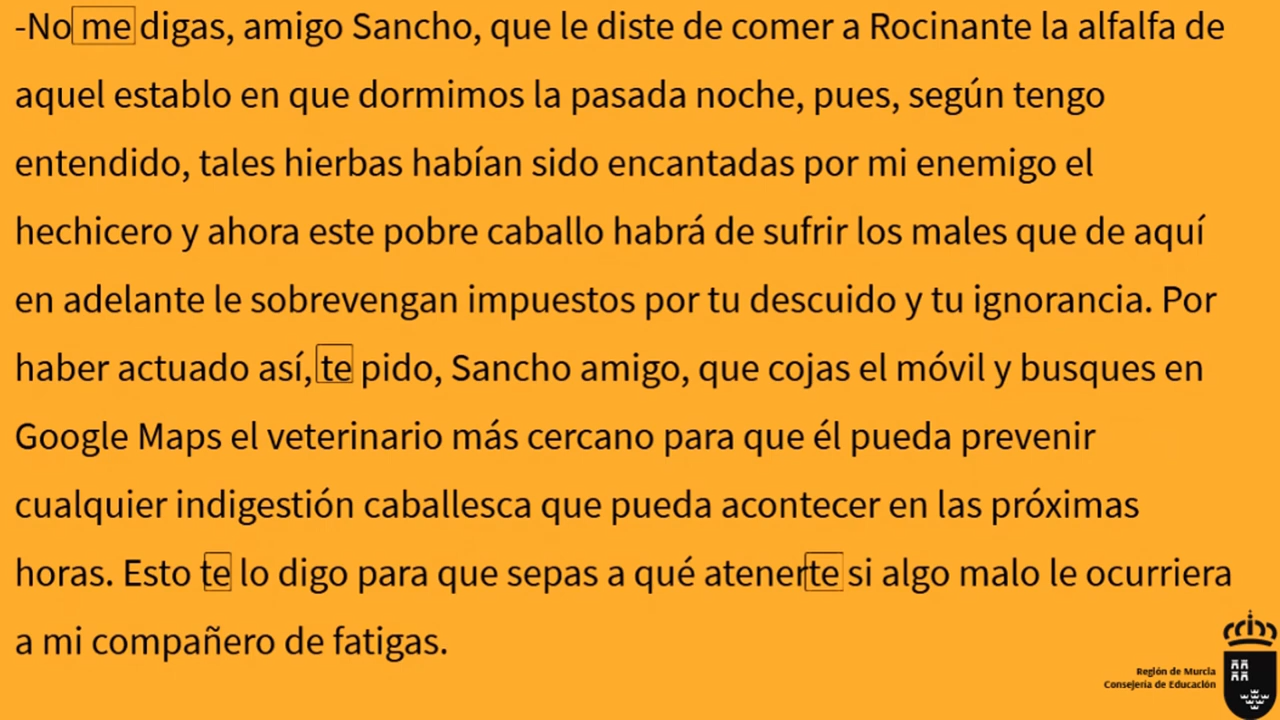 -No me digas, amigo Sancho, que le diste de comer a Rocinante la alfalfa de
aquel establo en que dormimos la pasada noche, pues, según tengo
entendido, tales hierbas habían sido encantadas por mi enemigo el
hechicero y ahora este pobre caballo habrá de sufrir los males que de aquí
en adelante le sobrevengan impuestos por tu descuido y tu ignorancia. Por
haber actuado así, te pido, Sancho amigo, que cojas el móvil y busques en
Google Maps el veterinario más cercano para que él pueda prevenir
cualquier indigestión caballesca que pueda acontecer en las próximas
horas. Esto te lo digo para que sepas a qué atenerte si algo malo le ocurriera
a mi compañero de fatigas.
Región de Murcia
Consejería de Educación